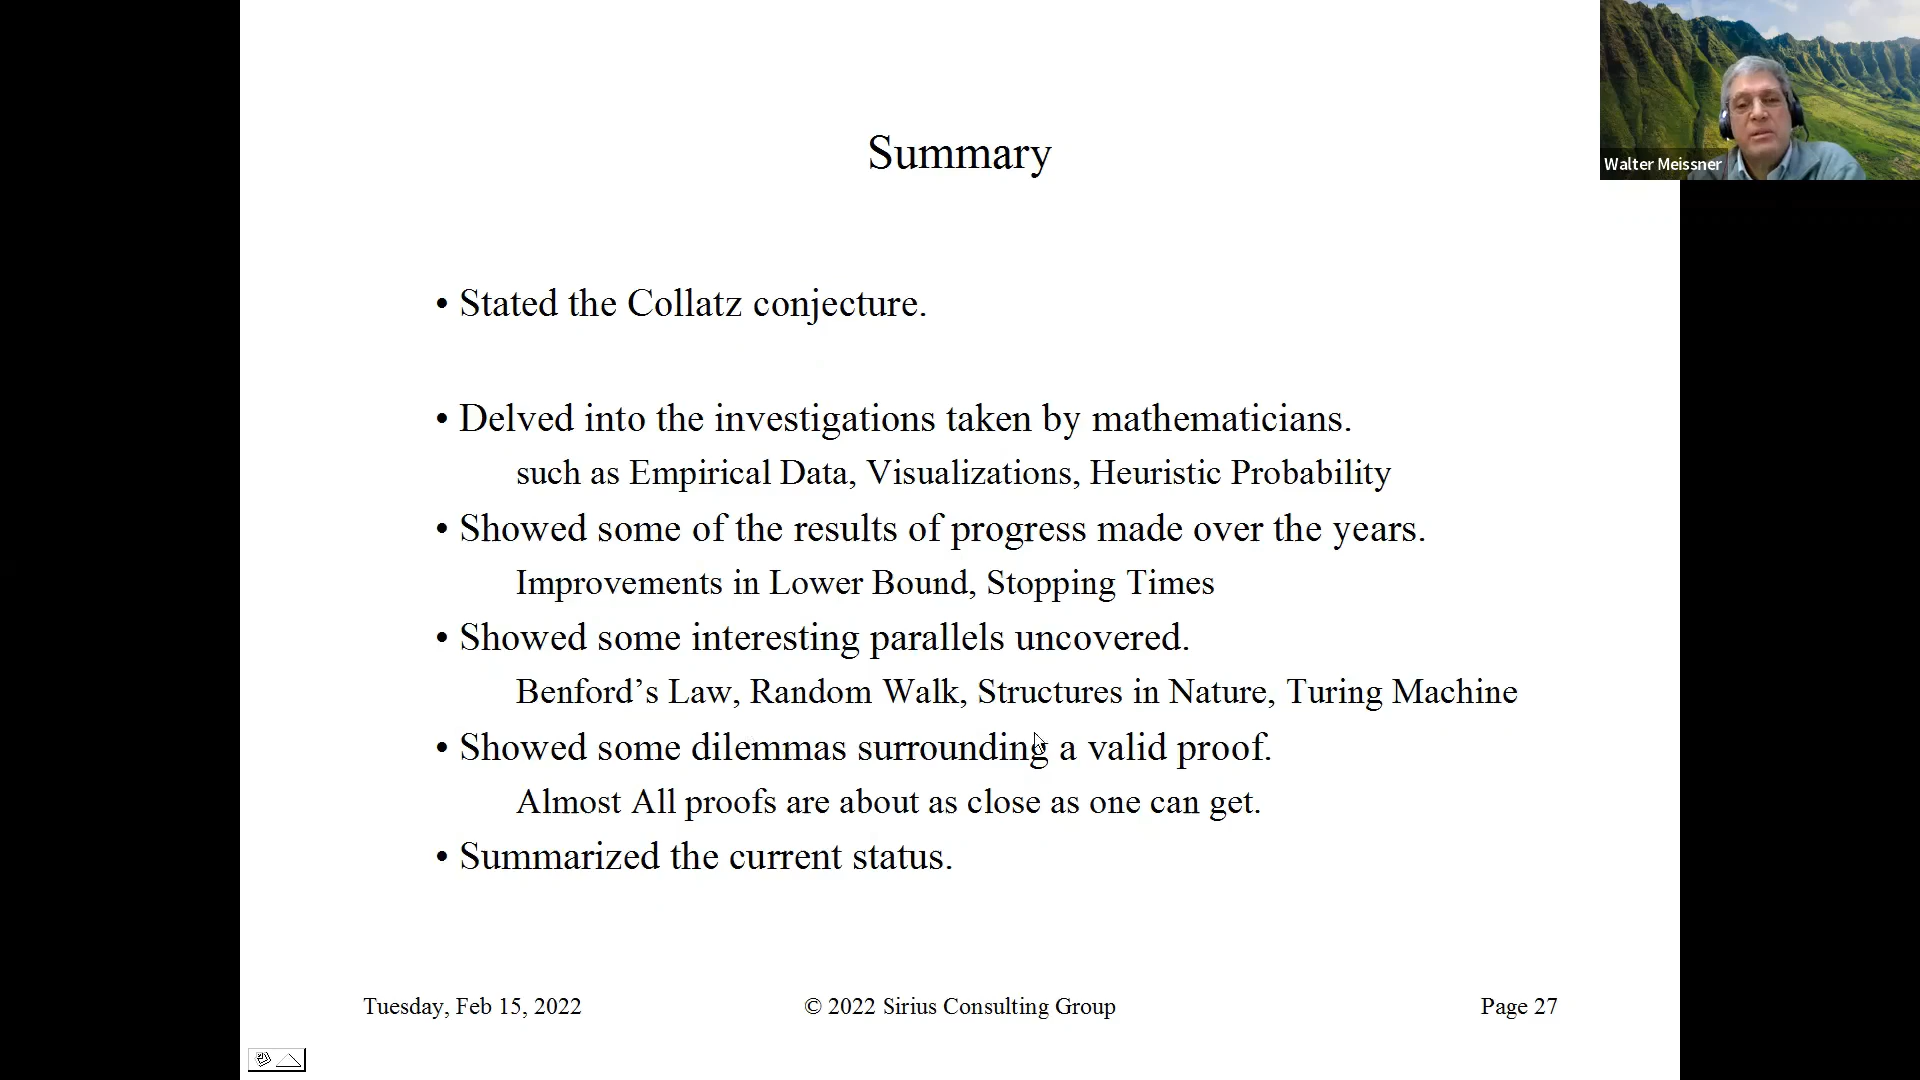 Walter Meissner
Summary
• Stated the Collatz conjecture.
• Delved into the investigations taken by mathematicians.
such as Empirical Data, Visualizations, Heuristic Probability
• Showed some of the results of progress made over the years.
Improvements in Lower Bound, Stopping Times
• Showed some interesting parallels uncovered.
Benford’s Law, Random Walk, Structures in Nature, Turing Machine
• Showed some dilemmas surrounding a valid proof.
Almost All proofs are about as close as one can get.
• Summarized the current status.
Tuesday, Feb 15, 2022
© 2022 Sirius Consulting Group
Page 27